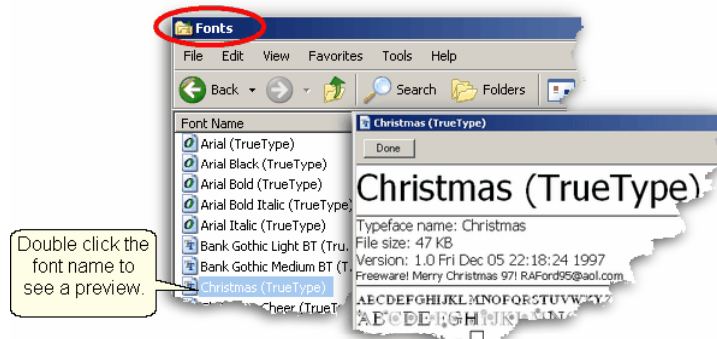 Fonts
File Edit View Favorites Tools Help
Back Search Folders
Font Name
Arial (TrueType)
Arial Black (TrueType)
Arial Bold (TrueType)
Arial Bold Italic (TrueType)
Arial Italic (TrueType)
Bank Gothic Light BT (Tru.
Bank Gothic Medium BT (T.
Christmas (TrueType)
Cheer (TrueT
Double click the
font name to
see a preview.
Christmas (TrueType)
Done
Christmas (TrueType)
Typeface name: Christmas
File size: 47 KB
Version: 1.0 Fri Dec 05 22:18:24 1997
Freeware! Merry Christmas 97! RAFord95@aol.com
ABCDEFGHIJKLMNOPQRSTUVWXYZ